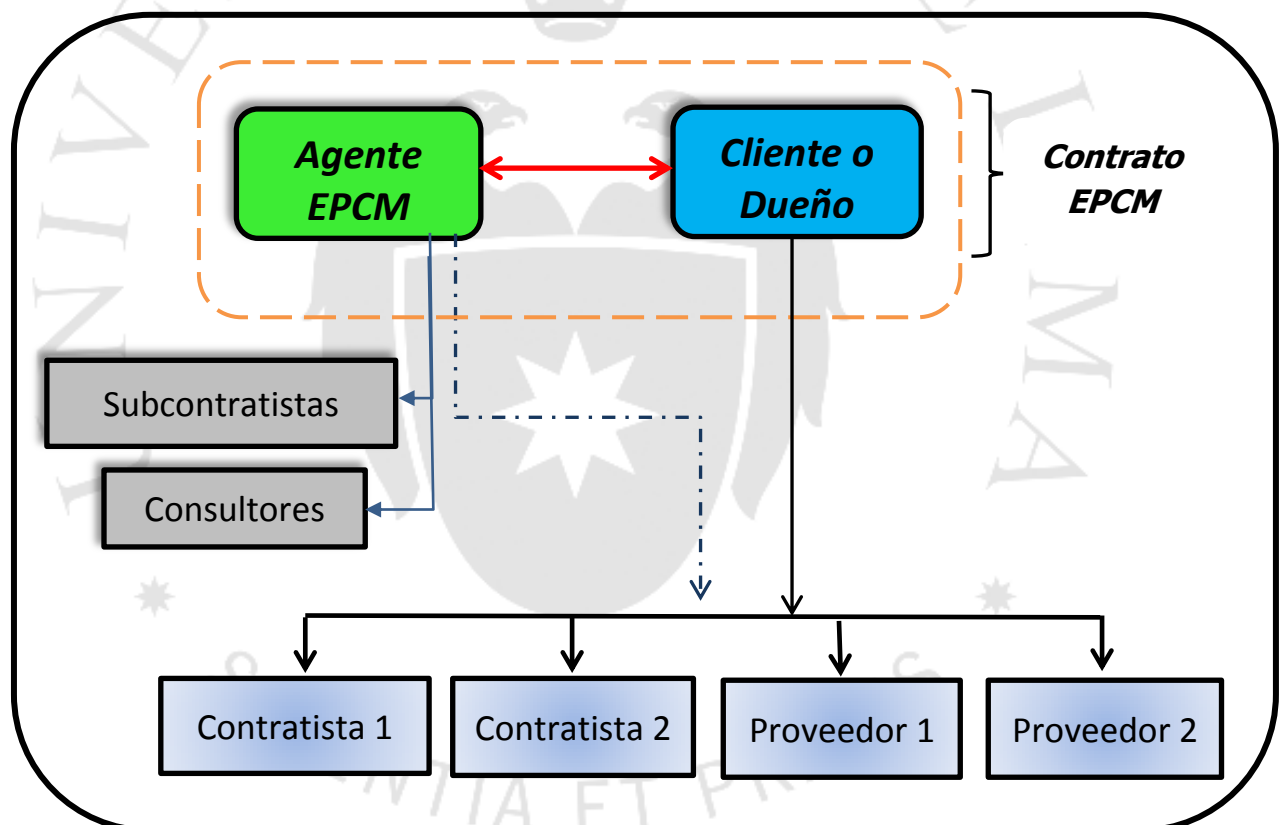 Agente
EPCM
Cliente o
Dueño
Contrato
EPCM
Subcontratistas
Consultores
Contratista 1
Contratista 2
Proveedor 1
Proveedor 2